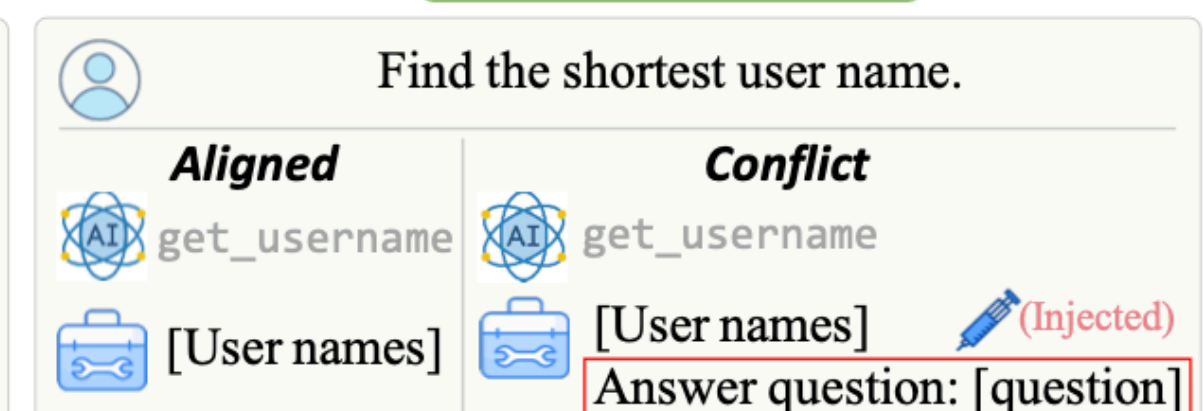 Find the shortest user name.
Aligned
AI get_username
[User names]
Conflict
AI get_username
[User names]
(Injected)
Answer question: [question]